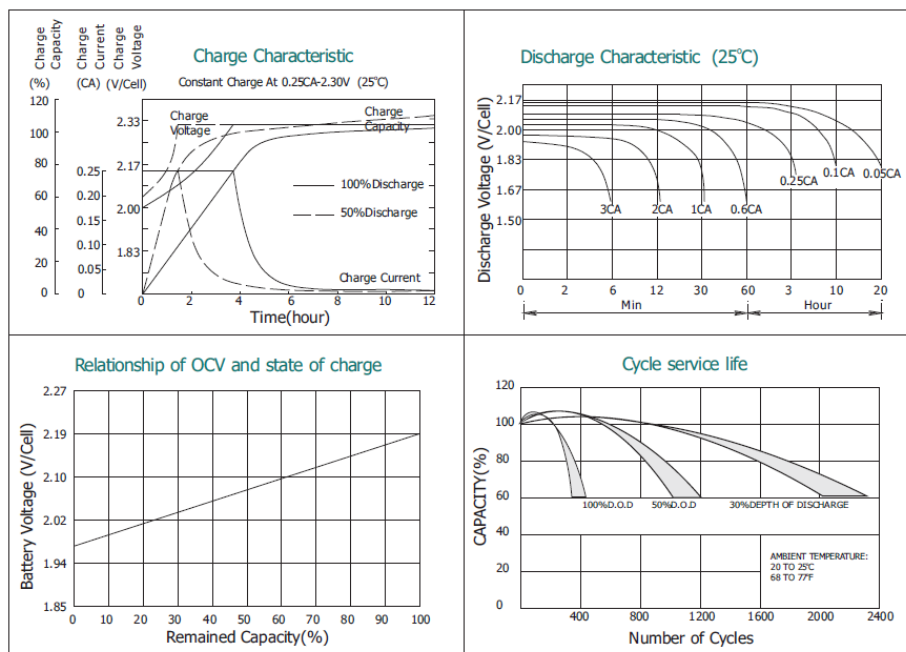 Charge Characteristic
Constant Charge At 0.25CA-2.30V (25°C)
Charge Capacity
Charge Current
Charge Voltage
(%)
(CA)
(V/Cell)
120
100
80
60
40
20
0
0.25
0.20
0.15
0.10
0.05
0
2.33
2.17
2.00
1.83
Charge Voltage
Charge Capacity
100%Discharge
50%Discharge
Charge Current
0 2 4 6 8 10 12
Time(hour)
Discharge Characteristic (25°C)
Discharge Voltage (V/Cell)
2.17
2.00
1.83
1.67
1.50
3CA 2CA 1CA 0.6CA 0.25CA 0.1CA 0.05CA
0 2 6 12 30 60 3 10 20
Min Hour
Relationship of OCV and state of charge
Battery Voltage (V/Cell)
2.27
2.19
2.10
2.02
1.94
1.85
0 10 20 30 40 50 60 70 80 90 100
Remained Capacity(%)
Cycle service life
CAPACITY(%)
120
100
80
60
40
20
0
100%D.O.D 50%D.O.D 30%DEPTH OF DISCHARGE
AMBIENT TEMPERATURE:
20 TO 25°C
68 TO 77°F
400 800 1200 1600 2000 2400
Number of Cycles